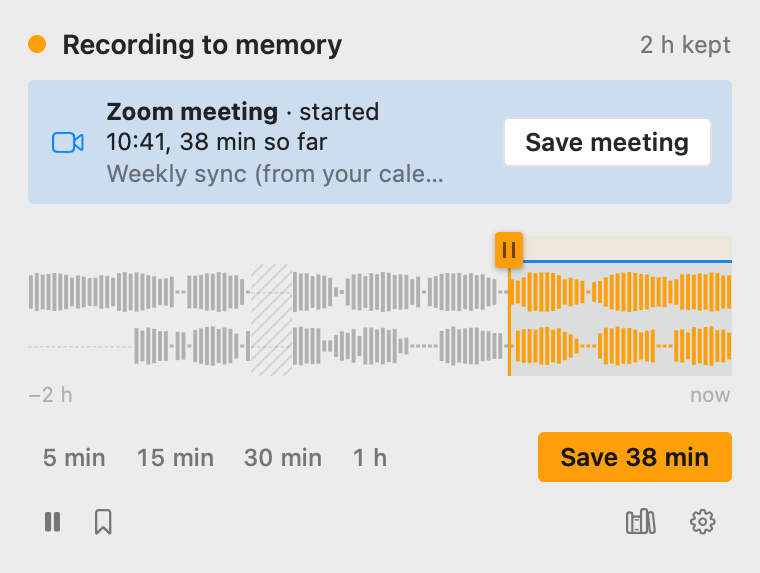 Recording to memory
2 h kept
Zoom meeting · started
10:41, 38 min so far
Weekly sync (from your cale…
Save meeting
−2 h
now
5 min
15 min
30 min
1 h
Save 38 min